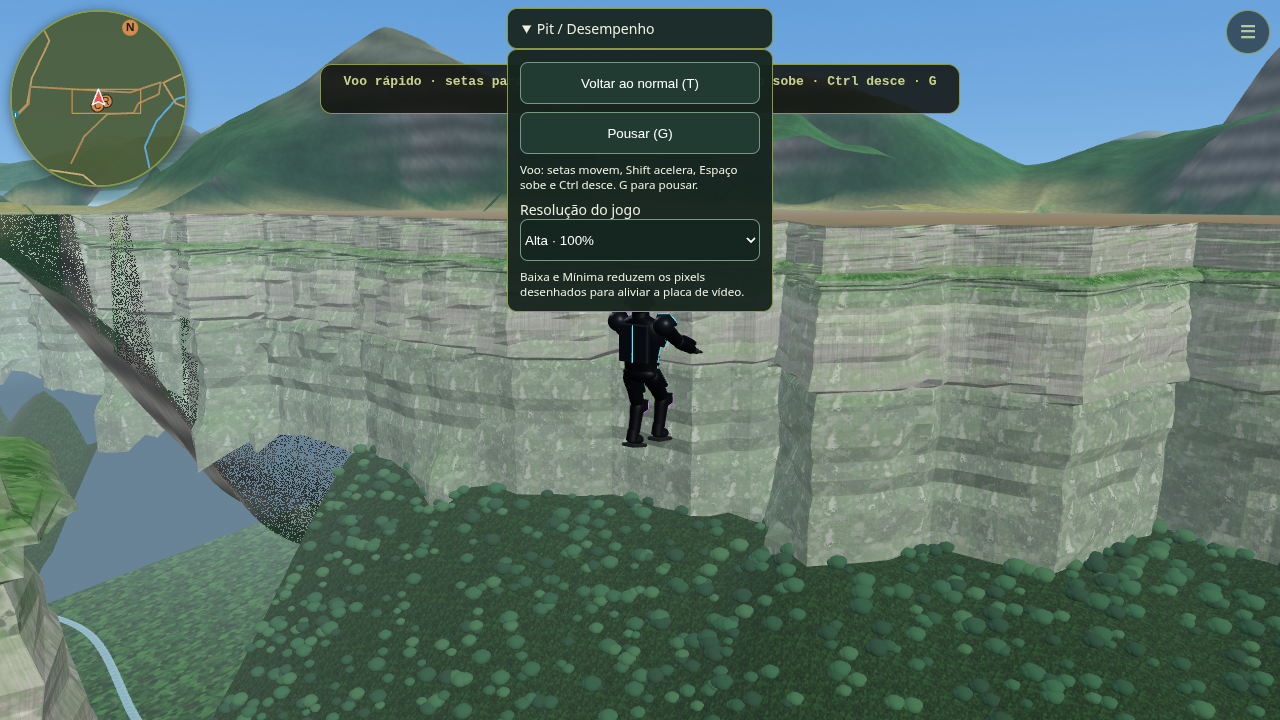 N
▼ Pit / Desempenho
☰
Voo rápido · setas pa
sobe · Ctrl desce · G
Voltar ao normal (T)
Pousar (G)
Voo: setas movem, Shift acelera, Espaço
sobe e Ctrl desce. G para pousar.
Resolução do jogo
Alta · 100%
Baixa e Mínima reduzem os pixels
desenhados para aliviar a placa de vídeo.